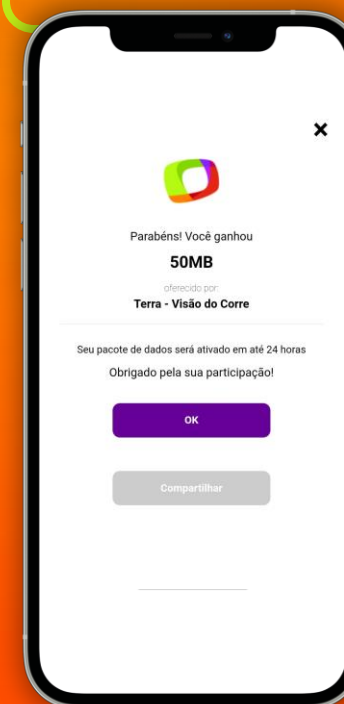 Parabéns! Você ganhou
50MB
oferecido por:
Terra - Visão do Corre
Seu pacote de dados será ativado em até 24 horas
Obrigado pela sua participação!
OK
Compartilhar